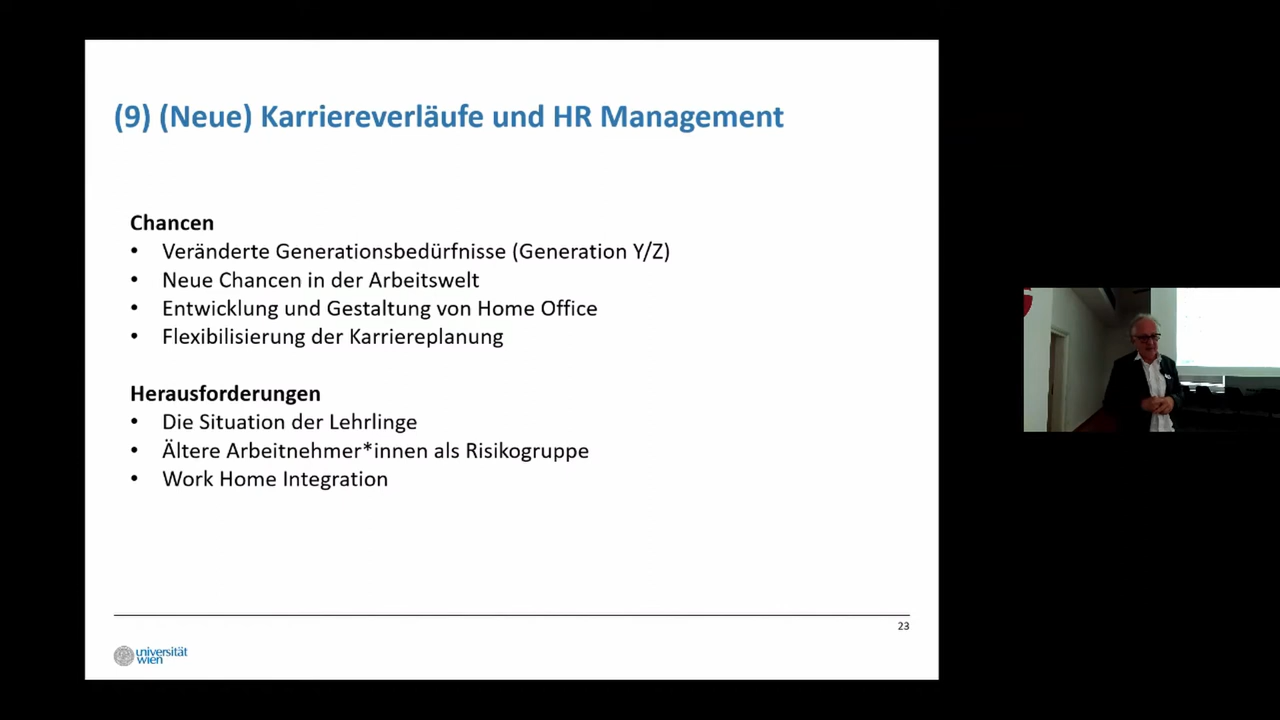 (9) (Neue) Karriereverläufe und HR Management
Chancen
• Veränderte Generationsbedürfnisse (Generation Y/Z)
• Neue Chancen in der Arbeitswelt
• Entwicklung und Gestaltung von Home Office
• Flexibilisierung der Karriereplanung
Herausforderungen
• Die Situation der Lehrlinge
• Ältere Arbeitnehmer*innen als Risikogruppe
• Work Home Integration
23
universität
wien